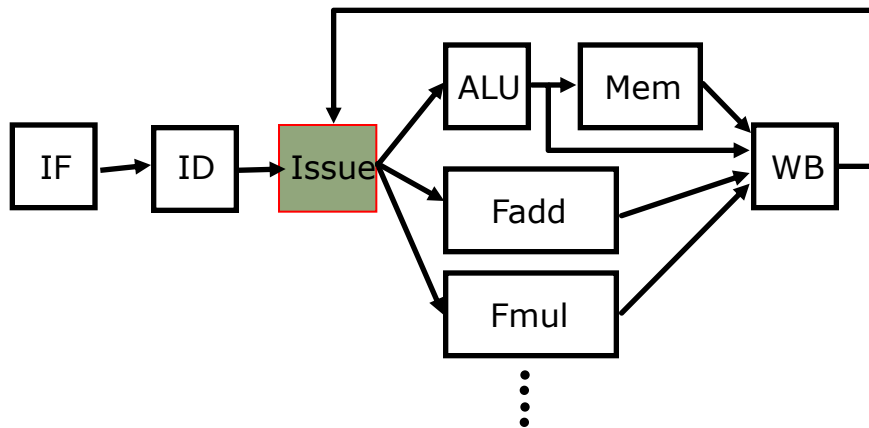 IF
ID
Issue
ALU
Mem
Fadd
Fmul
WB